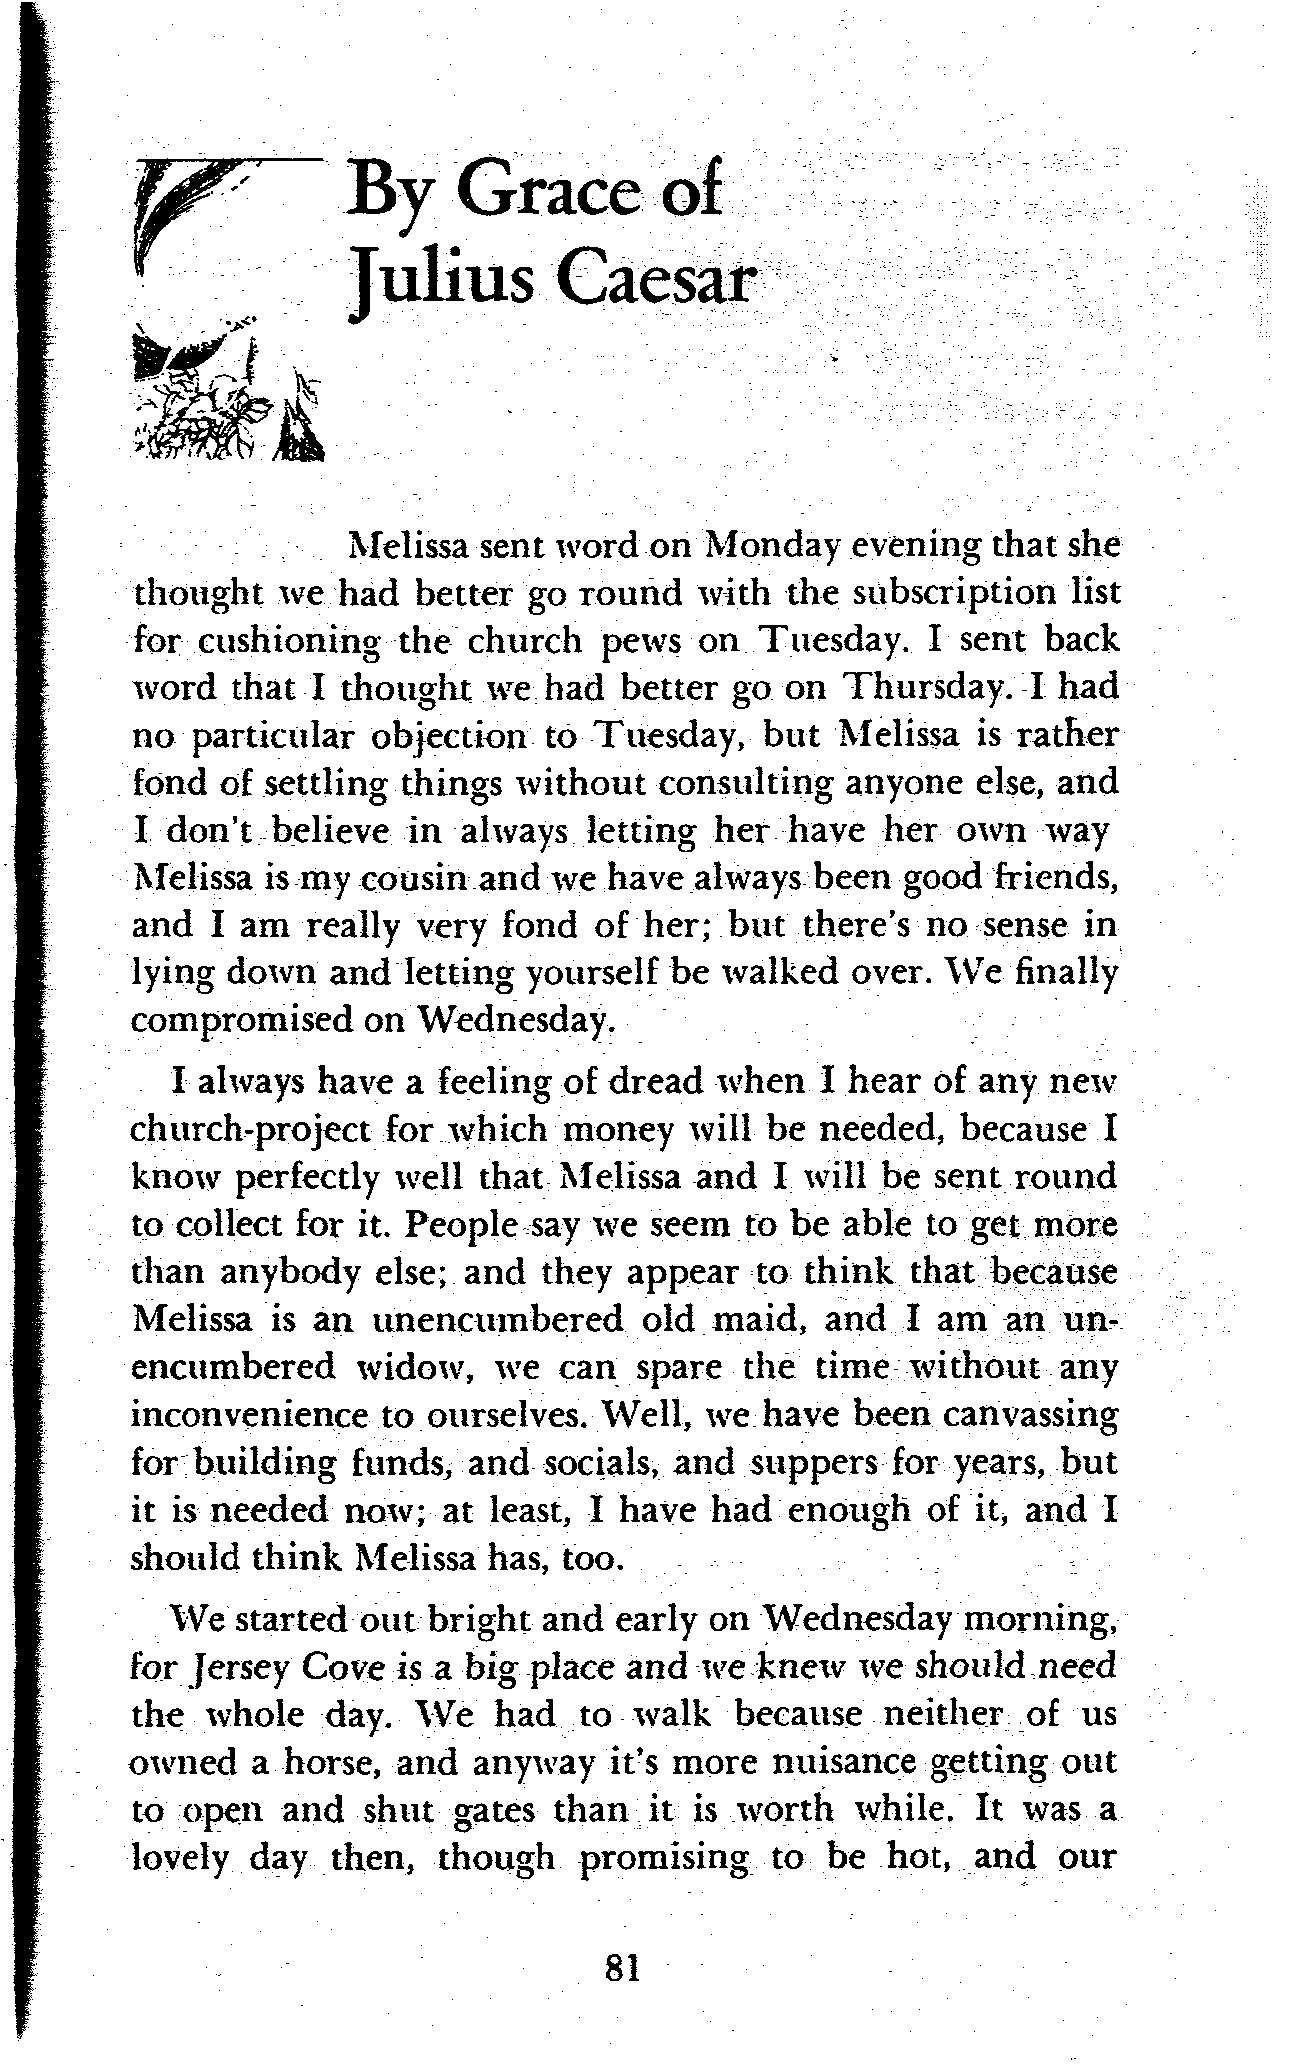 By Grace of
Julius Caesar
Melissa sent word on Monday evening that she
thought we had better go round with the subscription list
for cushioning the church pews on Tuesday. I sent back
word that I thought we had better go on Thursday. I had
no particular objection to Tuesday, but Melissa is rather
fond of settling things without consulting anyone else, and
I don't believe in always letting her have her own way
Melissa is my cousin and we have always been good friends,
and I am really very fond of her; but there's no sense in
lying down and letting yourself be walked over. We finally
compromised on Wednesday.
I always have a feeling of dread when I hear of any new
church-project for which money will be needed, because I
know perfectly well that Melissa and I will be sent round
to collect for it. People say we seem to be able to get more
than anybody else; and they appear to think that because
Melissa is an unencumbered old maid, and I am an un-
encumbered widow, we can spare the time without any
inconvenience to ourselves. Well, we have been canvassing
for building funds, and socials, and suppers for years, but
it is needed now; at least, I have had enough of it, and I
should think Melissa has, too.
We started out bright and early on Wednesday morning,
for Jersey Cove is a big place and we knew we should need
the whole day. We had to walk because neither of us
owned a horse, and anyway it's more nuisance getting out
to open and shut gates than it is worth while. It was a
lovely day then, though promising to be hot, and our
81